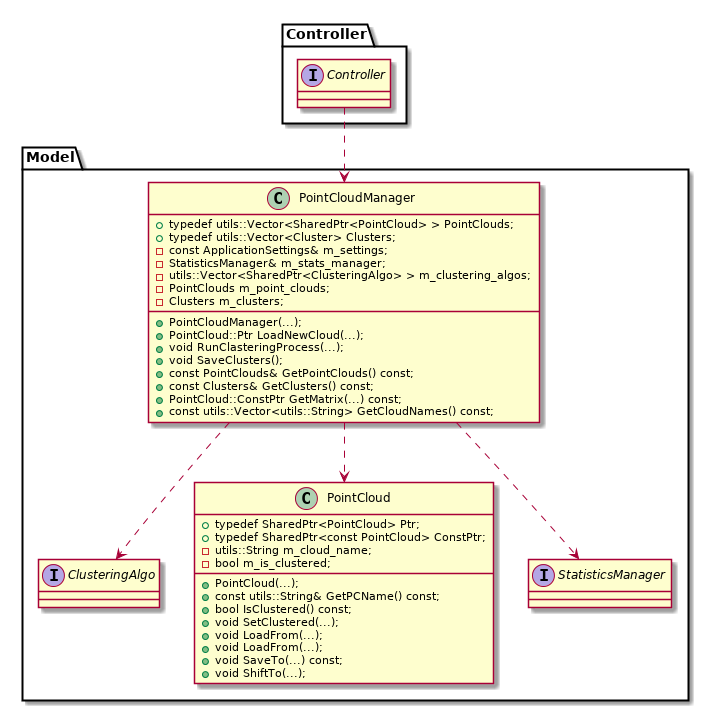 Controller
I Controller
Model
C PointCloudManager
typedef utils::Vector<SharedPtr<PointCloud> > PointClouds;
typedef utils::Vector<Cluster> Clusters;
const ApplicationSettings& m_settings;
StatisticsManager& m_stats_manager;
utils::Vector<SharedPtr<ClusteringAlgo> > m_clustering_algos;
PointClouds m_point_clouds;
Clusters m_clusters;
PointCloudManager(...);
PointCloud::Ptr LoadNewCloud(...);
void RunClasteringProcess(...);
void SaveClusters();
const PointClouds& GetPointClouds() const;
const Clusters& GetClusters() const;
PointCloud::ConstPtr GetMatrix(...) const;
const utils::Vector<utils::String> GetCloudNames() const;
C PointCloud
typedef SharedPtr<PointCloud> Ptr;
typedef SharedPtr<const PointCloud> ConstPtr;
utils::String m_cloud_name;
bool m_is_clustered;
PointCloud(...);
const utils::String& GetPCName() const;
bool IsClustered() const;
void SetClustered(...);
void LoadFrom(...);
void LoadFrom(...);
void SaveTo(...) const;
void ShiftTo(...);
I ClusteringAlgo
I StatisticsManager